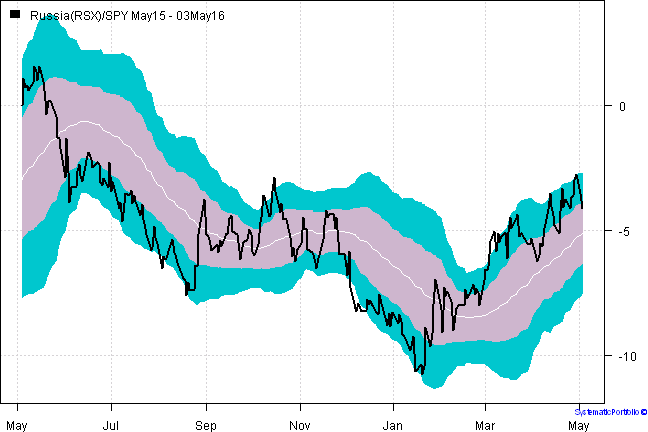 Russia(RSX)/SPY May15 - 03May16
0
-5
-10
SystematicPortfolio ©
May Jul Sep Nov Jan Mar May